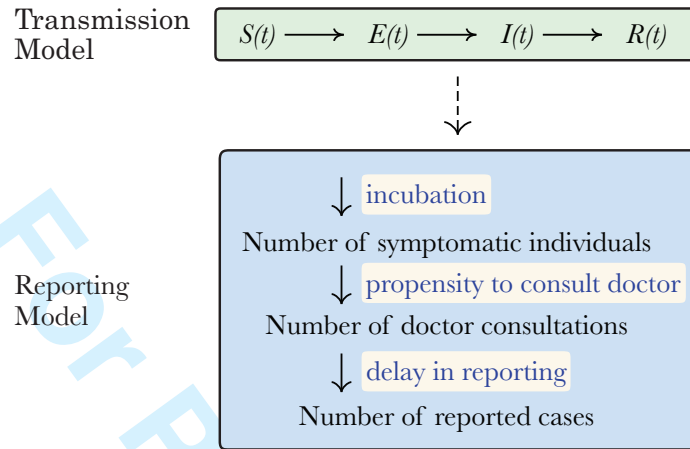 Transmission
Model
S(t) → E(t) → I(t) → R(t)
incubation
Number of symptomatic individuals
propensity to consult doctor
Reporting
Model
Number of doctor consultations
delay in reporting
Number of reported cases
For P